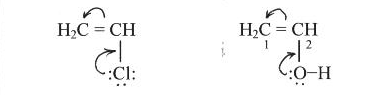 H₂C = CH H₂C = CH
1 2
:Cl: :O–H